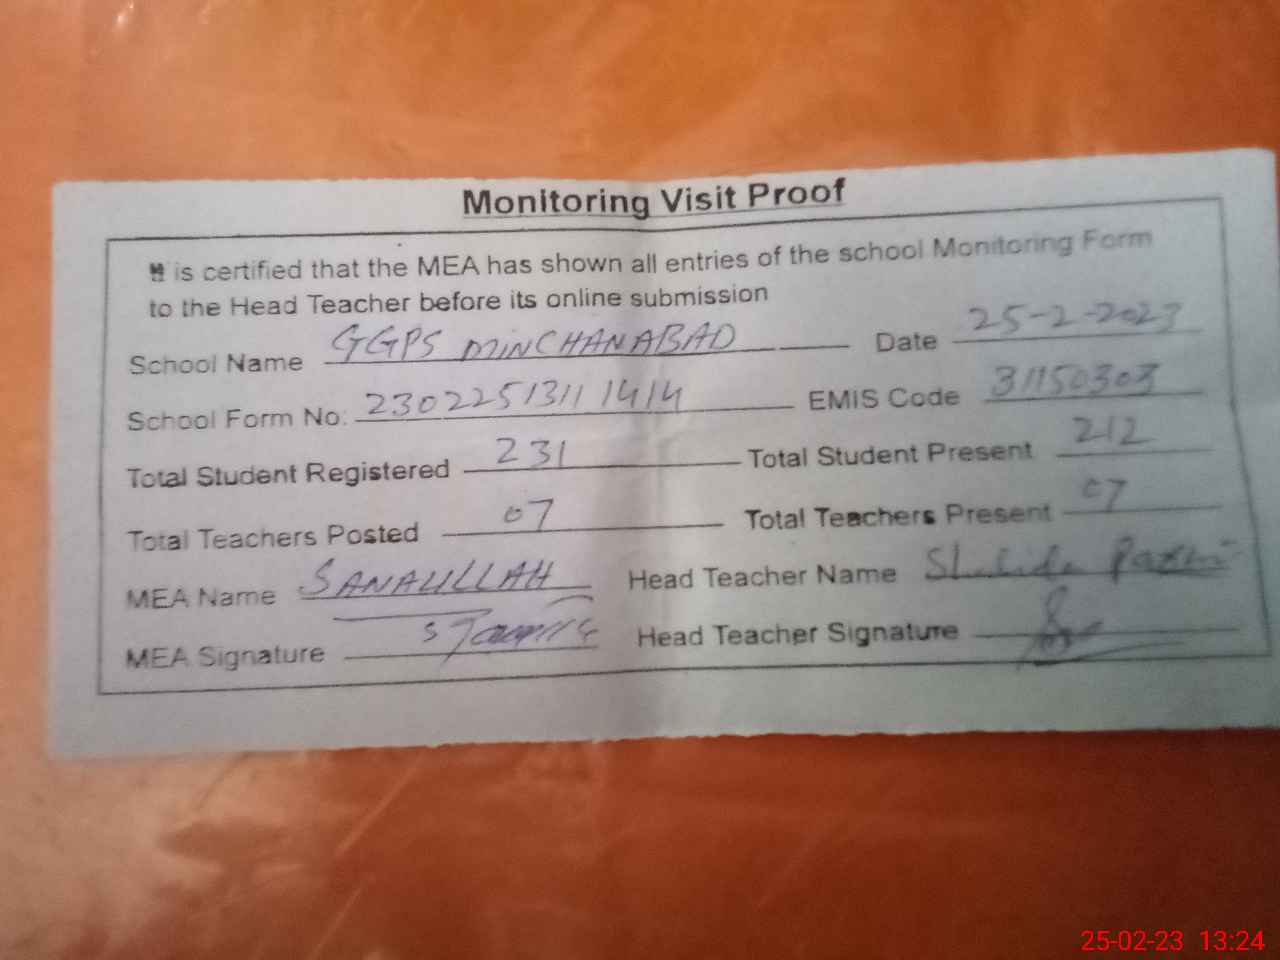 Monitoring Visit Proof
It is certified that the MEA has shown all entries of the school Monitoring Form
to the Head Teacher before its online submission
School Name GGPS MINCHANABAD Date 25-2-2023
School Form No: 23022513111414 EMIS Code 31150303
Total Student Registered 231 Total Student Present 212
Total Teachers Posted 07 Total Teachers Present 07
MEA Name SANAULLAH Head Teacher Name Shahida
MEA Signature Head Teacher Signature
25-02-23 13:24